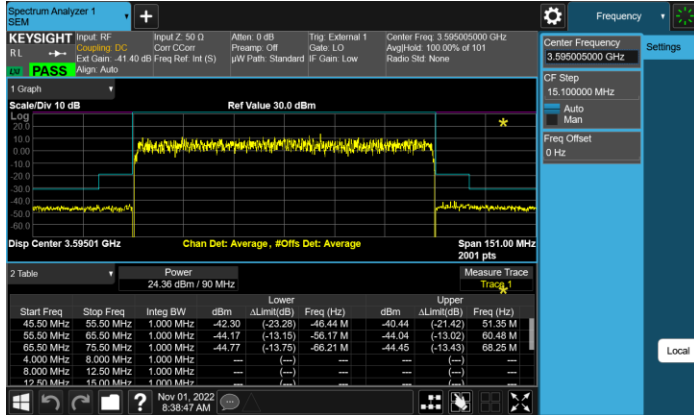 Spectrum Analyzer 1
SEM
Frequency
KEYSIGHT
Input: RF
Input Z: 50 Ω
Atten: 0 dB
Trig: External 1
Center Freq: 3.595005000 GHz
R L
Coupling: DC
Corr CCorr
Preamp: Off
Gate: LO
Avg|Hold: 100.00% of 101
Ext Gain: -41.40 dB
Freq Ref: Int (S)
µW Path: Standard
IF Gain: Low
Radio Std: None
PASS
Align: Auto
Center Frequency
3.595005000 GHz
Settings
CF Step
15.100000 MHz
Auto
Man
Freq Offset
0 Hz
1 Graph
Scale/Div 10 dB
Ref Value 30.0 dBm
Log
20.0
10.0
0.00
-10.0
-20.0
-30.0
-40.0
-50.0
-60.0
Disp Center 3.59501 GHz
Chan Det: Average, #Offs Det: Average
Span 151.00 MHz
2001 pts
2 Table
Power
24.36 dBm / 90 MHz
Measure Trace
Trace 1
Lower
Upper
Start Freq Stop Freq Integ BW dBm ΔLimit(dB) Freq (Hz) dBm ΔLimit(dB) Freq (Hz)
45.50 MHz 55.50 MHz 1.000 MHz -42.30 (-23.28) -46.44 M -40.44 (-21.42) 51.35 M
55.50 MHz 65.50 MHz 1.000 MHz -44.17 (-13.15) -56.17 M -44.04 (-13.02) 60.48 M
65.50 MHz 75.50 MHz 1.000 MHz -44.77 (-13.75) -66.21 M -44.45 (-13.43) 68.25 M
4.000 MHz 8.000 MHz 1.000 MHz --- (---) --- --- (---) ---
8.000 MHz 12.50 MHz 1.000 MHz --- (---) --- --- (---) ---
12.50 MHz 15.00 MHz 1.000 MHz --- (---) --- --- (---) ---
Local
Nov 01, 2022
8:38:47 AM